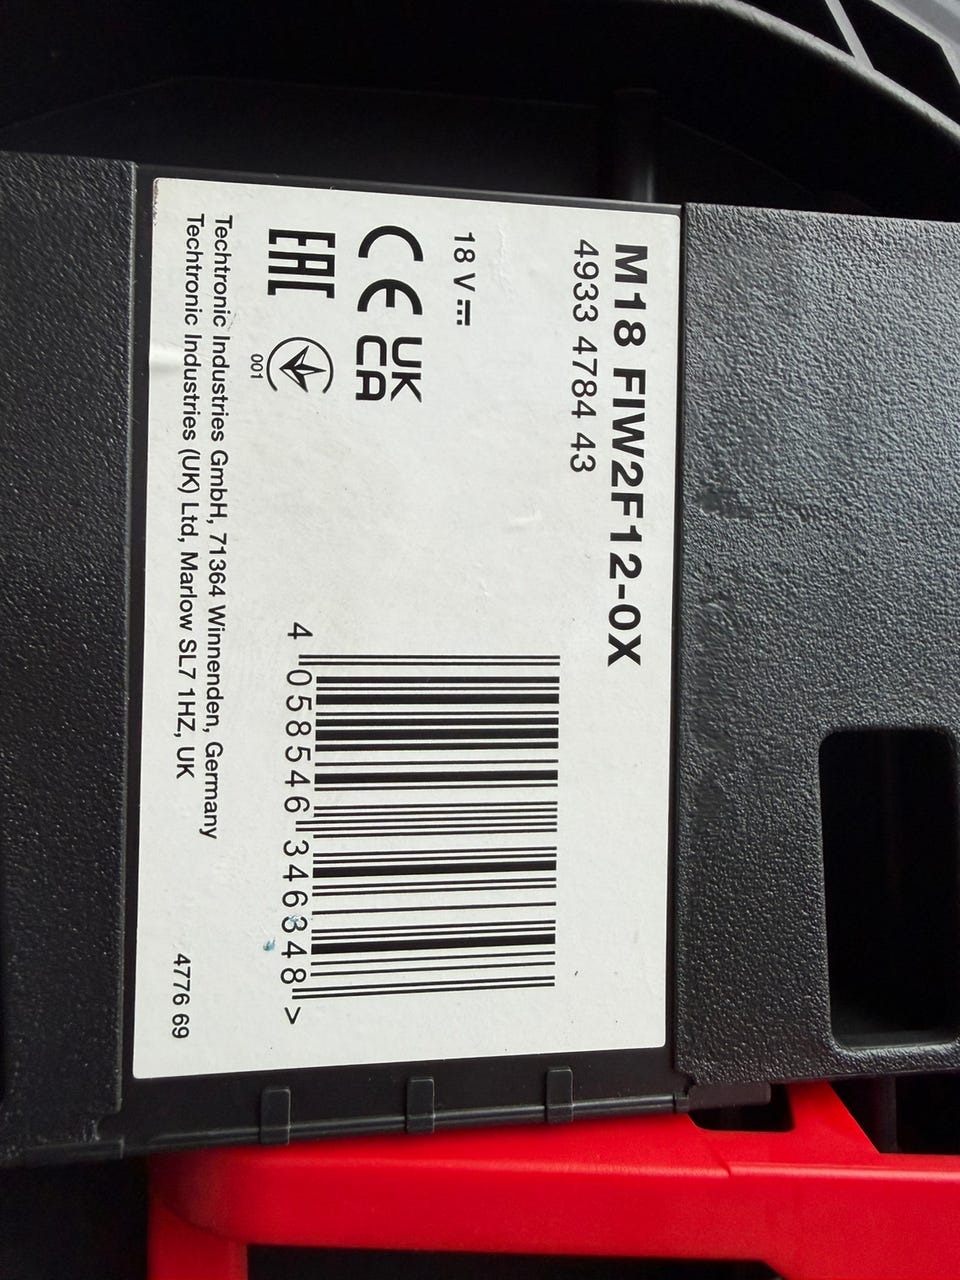 M18 FIW2F12-0X
4933 4784 43
18 V
CE UK CA
EAC
001
4 058546 346348 >
Techtronic Industries GmbH, 71364 Winnenden, Germany
Techtronic Industries (UK) Ltd, Marlow SL7 1HZ, UK
4776 69